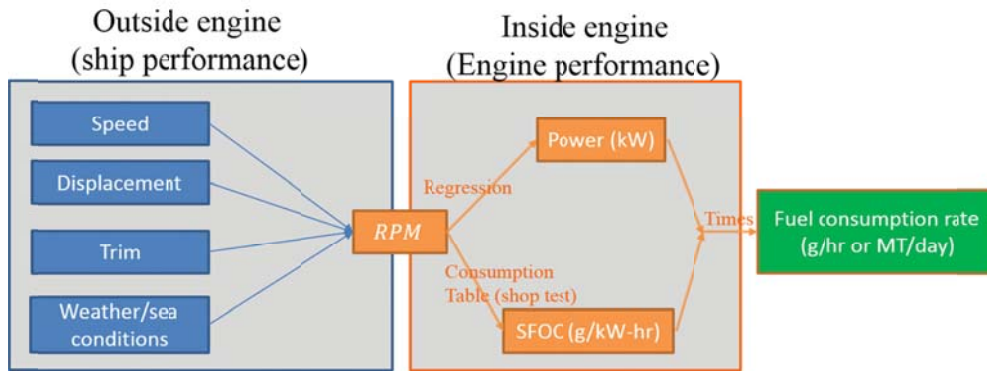 Outside engine
(ship performance)
Inside engine
(Engine performance)
Speed
Displacement
Trim
Weather/sea
conditions
RPM
Regression
Consumption
Table (shop test)
Power (kW)
SFOC (g/kW-hr)
Times
Fuel consumption rate
(g/hr or MT/day)